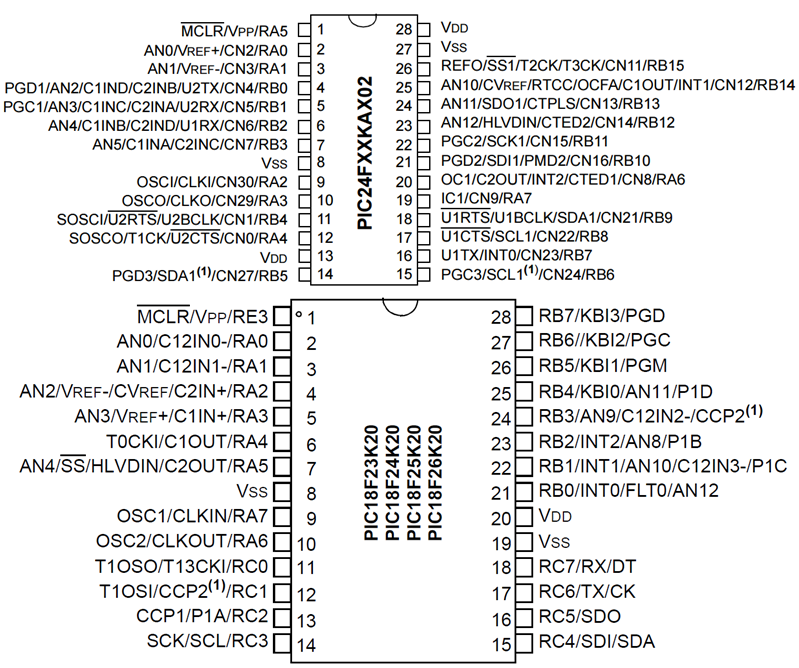 MCLR/VPP/RA5 1 28 VDD
AN0/VREF+/CN2/RA0 2 27 VSS
AN1/VREF-/CN3/RA1 3 26 REFO/SS1/T2CK/T3CK/CN11/RB15
PGD1/AN2/C1IND/C2INB/U2TX/CN4/RB0 4 25 AN10/CVREF/RTCC/OCFA/C1OUT/INT1/CN12/RB14
PGC1/AN3/C1INC/C2INA/U2RX/CN5/RB1 5 24 AN11/SDO1/CTPLS/CN13/RB13
AN4/C1INB/C2IND/U1RX/CN6/RB2 6 23 AN12/HLVDIN/CTED2/CN14/RB12
AN5/C1INA/C2INC/CN7/RB3 7 22 PGC2/SCK1/CN15/RB11
VSS 8 21 PGD2/SDI1/PMD2/CN16/RB10
OSCI/CLKI/CN30/RA2 9 20 OC1/C2OUT/INT2/CTED1/CN8/RA6
OSCO/CLKO/CN29/RA3 10 19 IC1/CN9/RA7
SOSCI/U2RTS/U2BCLK/CN1/RB4 11 18 U1RTS/U1BCLK/SDA1/CN21/RB9
SOSCO/T1CK/U2CTS/CN0/RA4 12 17 U1CTS/SCL1/CN22/RB8
VDD 13 16 U1TX/INT0/CN23/RB7
PGD3/SDA1(1)/CN27/RB5 14 15 PGC3/SCL1(1)/CN24/RB6
PIC24FXXKAX02
MCLR/VPP/RE3 1 28 RB7/KBI3/PGD
AN0/C12IN0-/RA0 2 27 RB6//KBI2/PGC
AN1/C12IN1-/RA1 3 26 RB5/KBI1/PGM
AN2/VREF-/CVREF/C2IN+/RA2 4 25 RB4/KBI0/AN11/P1D
AN3/VREF+/C1IN+/RA3 5 24 RB3/AN9/C12IN2-/CCP2(1)
T0CKI/C1OUT/RA4 6 23 RB2/INT2/AN8/P1B
AN4/SS/HLVDIN/C2OUT/RA5 7 22 RB1/INT1/AN10/C12IN3-/P1C
VSS 8 21 RB0/INT0/FLT0/AN12
OSC1/CLKIN/RA7 9 20 VDD
OSC2/CLKOUT/RA6 10 19 VSS
T1OSO/T13CKI/RC0 11 18 RC7/RX/DT
T1OSI/CCP2(1)/RC1 12 17 RC6/TX/CK
CCP1/P1A/RC2 13 16 RC5/SDO
SCK/SCL/RC3 14 15 RC4/SDI/SDA
PIC18F23K20
PIC18F24K20
PIC18F25K20
PIC18F26K20